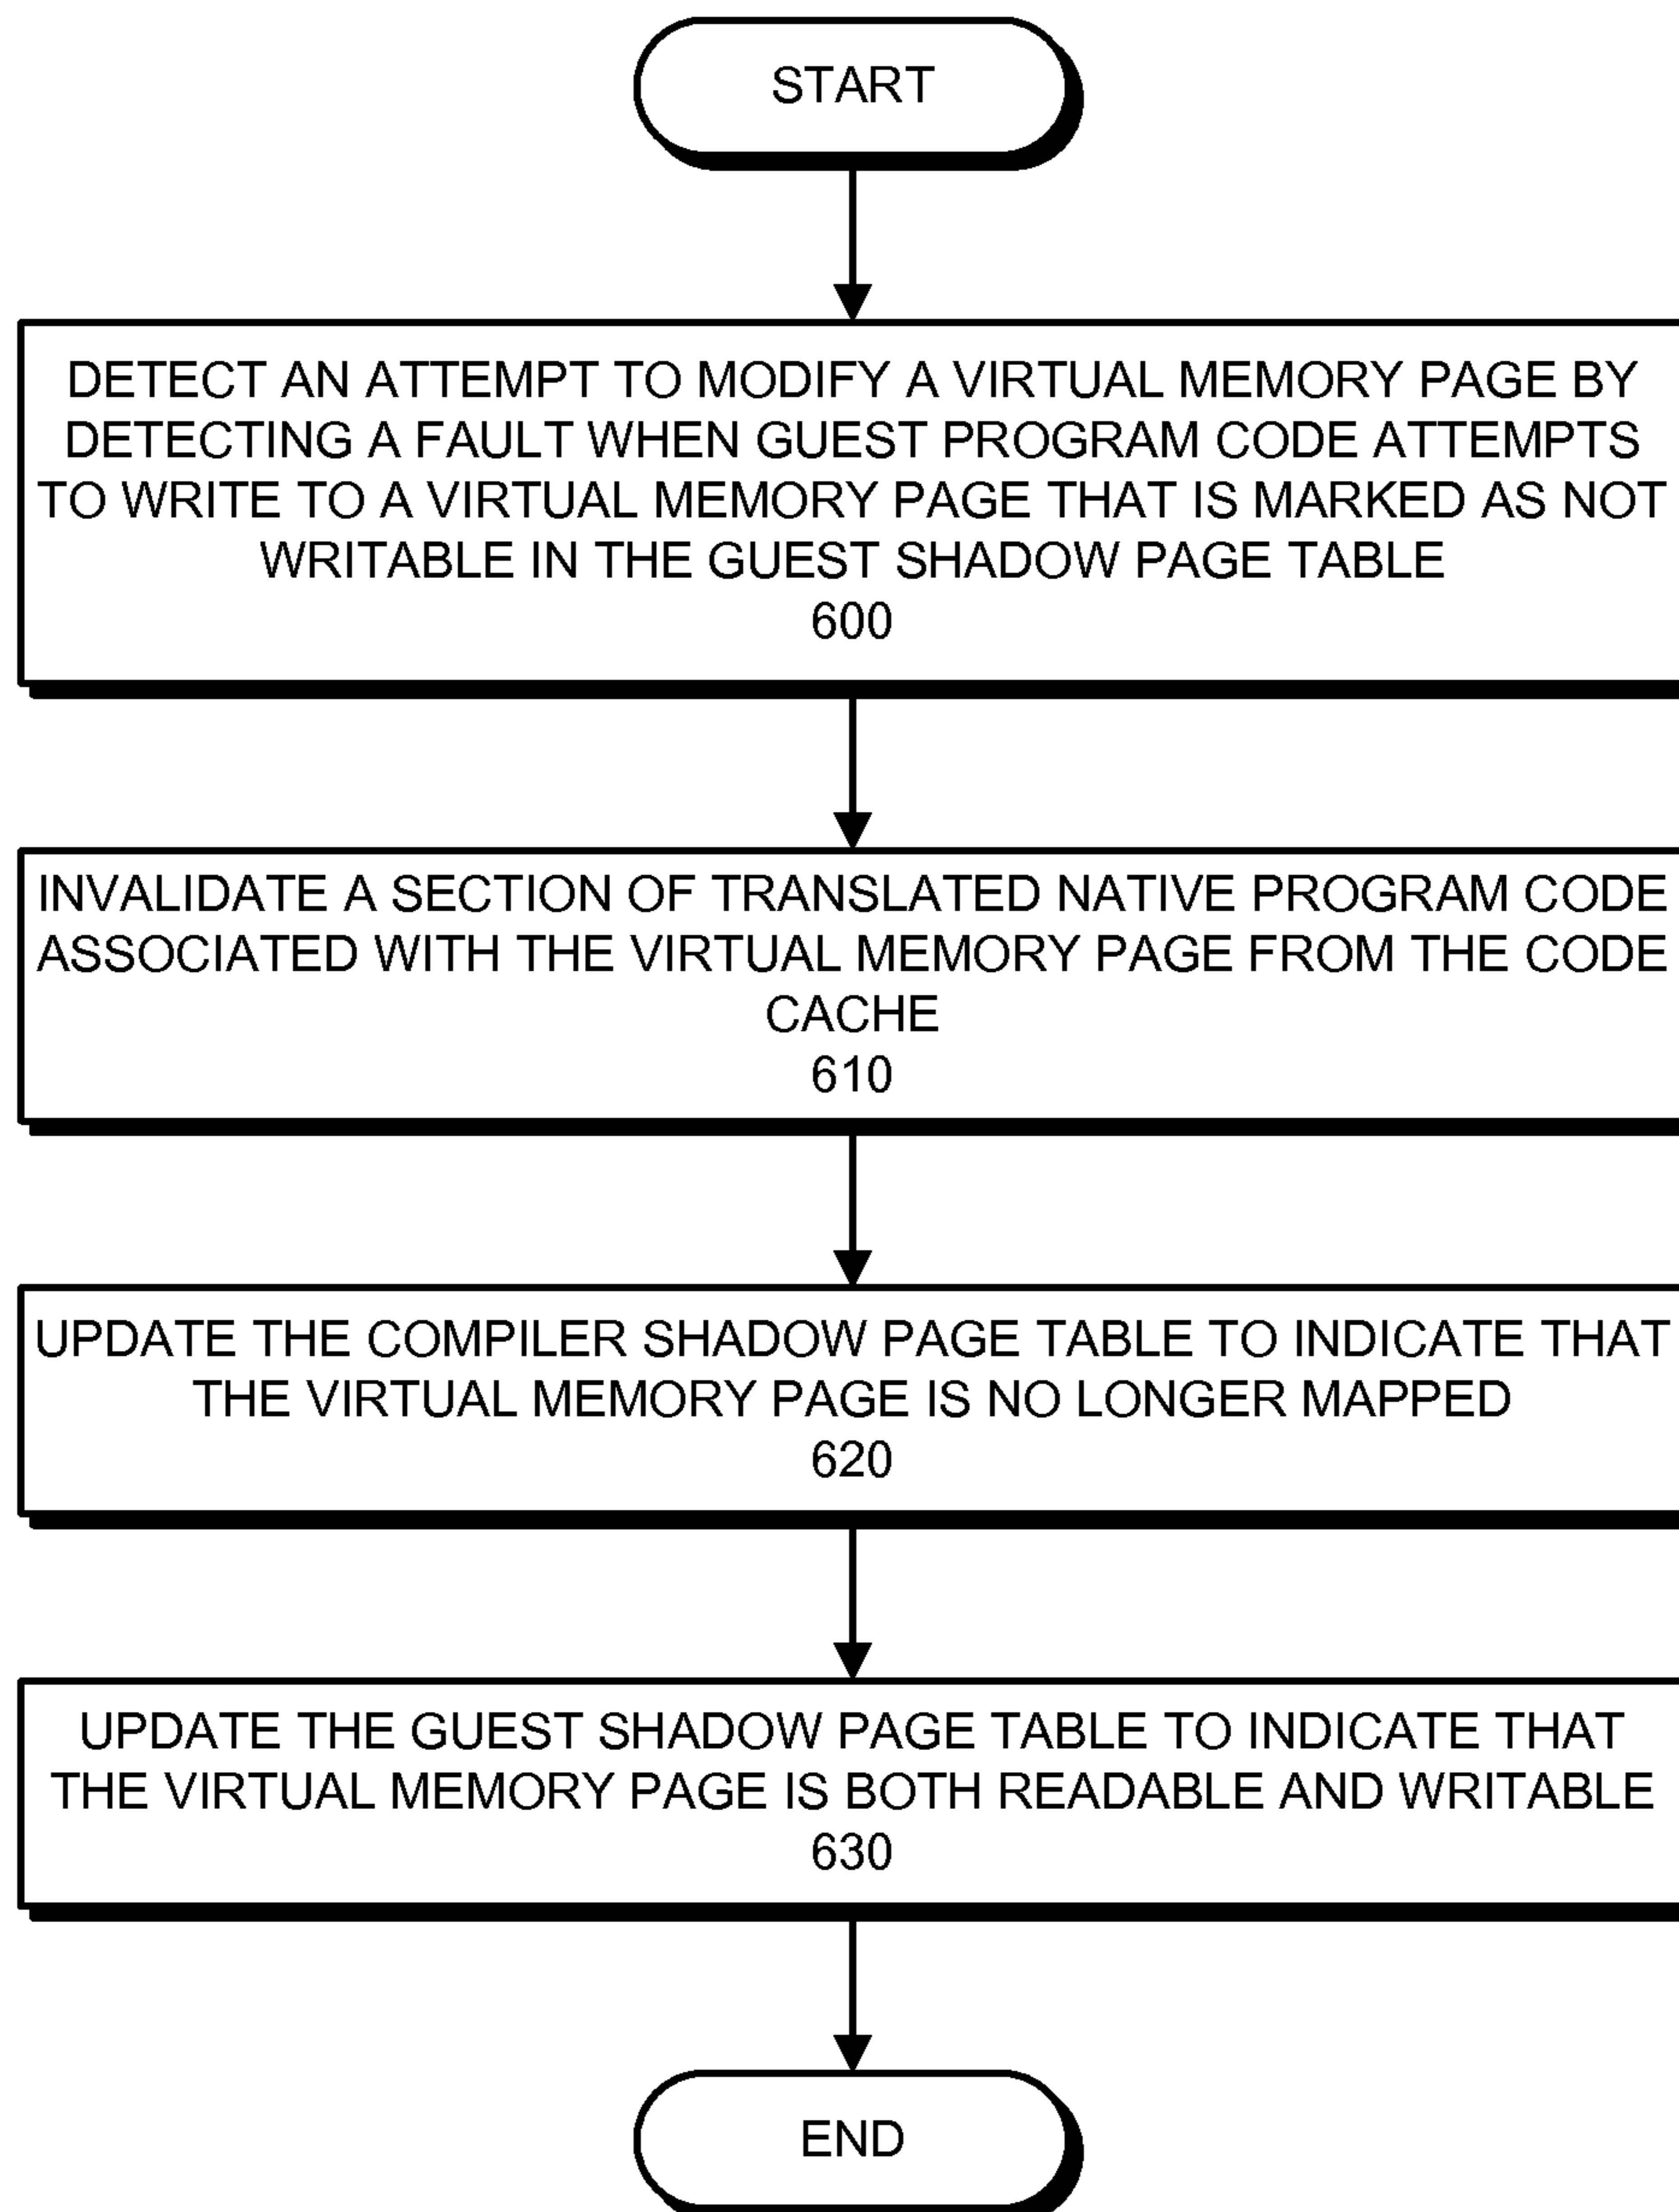 START
DETECT AN ATTEMPT TO MODIFY A VIRTUAL MEMORY PAGE BY
DETECTING A FAULT WHEN GUEST PROGRAM CODE ATTEMPTS
TO WRITE TO A VIRTUAL MEMORY PAGE THAT IS MARKED AS NOT
WRITABLE IN THE GUEST SHADOW PAGE TABLE
600
INVALIDATE A SECTION OF TRANSLATED NATIVE PROGRAM CODE
ASSOCIATED WITH THE VIRTUAL MEMORY PAGE FROM THE CODE
CACHE
610
UPDATE THE COMPILER SHADOW PAGE TABLE TO INDICATE THAT
THE VIRTUAL MEMORY PAGE IS NO LONGER MAPPED
620
UPDATE THE GUEST SHADOW PAGE TABLE TO INDICATE THAT
THE VIRTUAL MEMORY PAGE IS BOTH READABLE AND WRITABLE
630
END